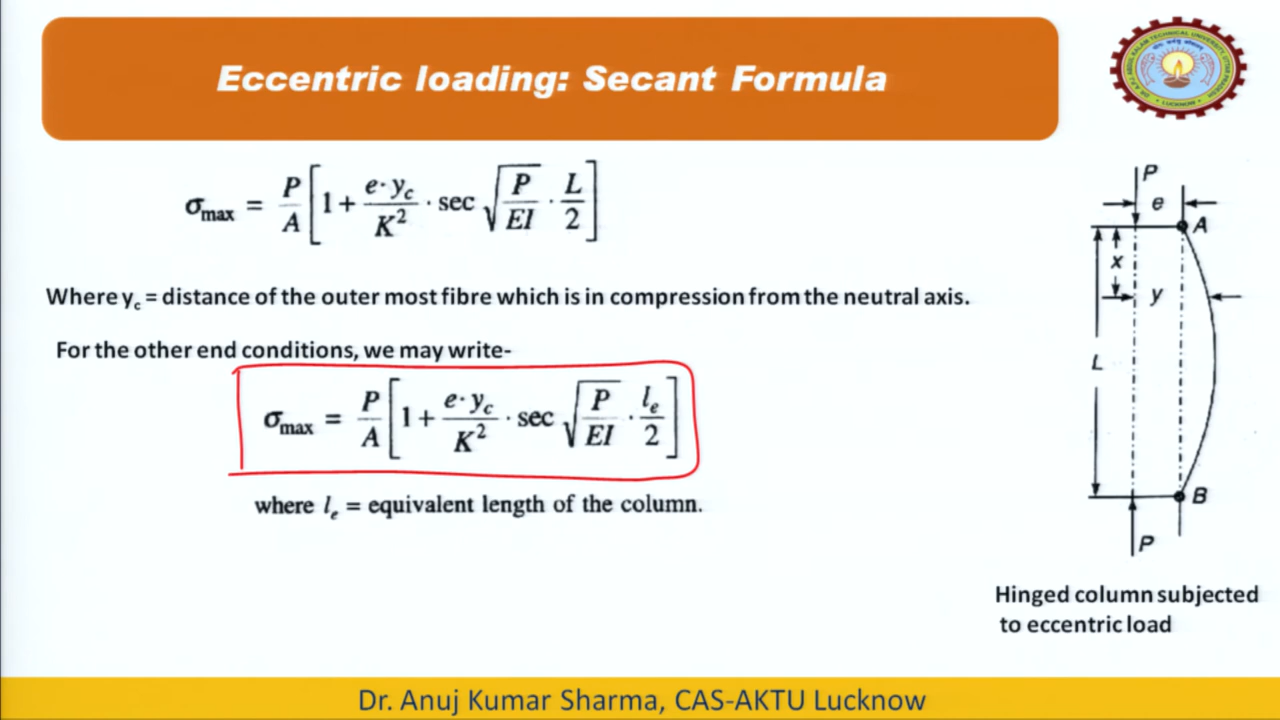 Eccentric loading: Secant Formula
σmax = P/A [1 + e·yc/K² · sec √(P/EI) · L/2]
Where yc = distance of the outer most fibre which is in compression from the neutral axis.
For the other end conditions, we may write-
σmax = P/A [1 + e·yc/K² · sec √(P/EI) · le/2]
where le = equivalent length of the column.
P
e
A
x
y
L
B
P
Hinged column subjected
to eccentric load
Dr. Anuj Kumar Sharma, CAS-AKTU Lucknow
LUCKNOW